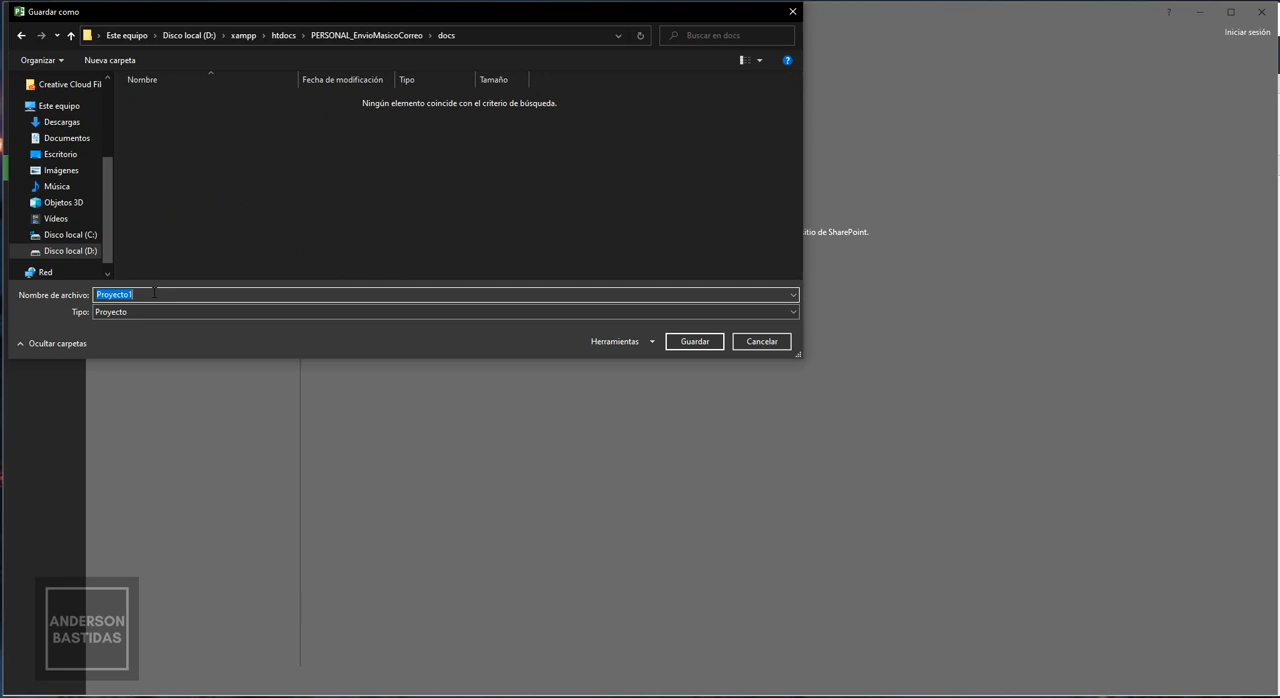 Guardar como
?
Iniciar sesión
Este equipo > Disco local (D:) > xampp > htdocs > PERSONAL_EnvioMasicoCorreo > docs
Buscar en docs
Organizar
Nueva carpeta
?
Creative Cloud Fil
Este equipo
Descargas
Documentos
Escritorio
Imágenes
Música
Objetos 3D
Vídeos
Disco local (C:)
Disco local (D:)
Red
Nombre
Fecha de modificación
Tipo
Tamaño
Ningún elemento coincide con el criterio de búsqueda.
itio de SharePoint.
Nombre de archivo: Proyecto1
Tipo: Proyecto
Ocultar carpetas
Herramientas
Guardar
Cancelar
ANDERSON
BASTIDAS